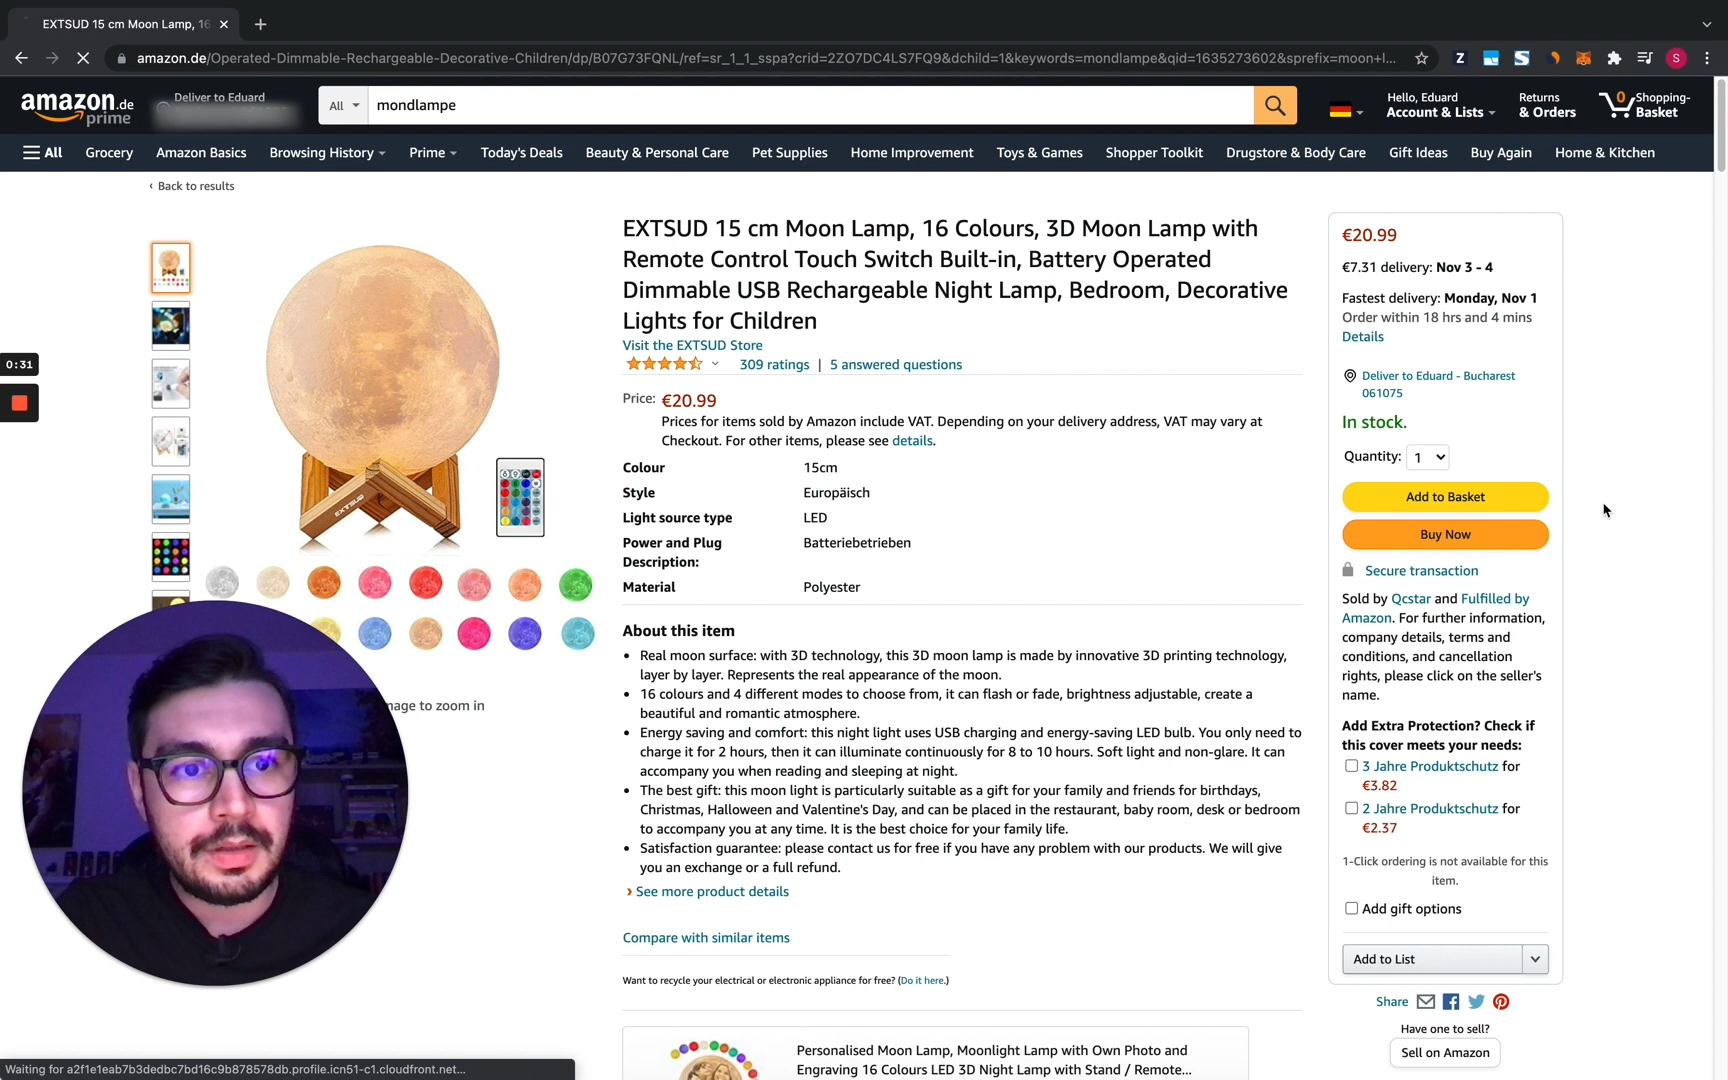 EXTSUD 15 cm Moon Lamp, 16
amazon.de/Operated-Dimmable-Rechargeable-Decorative-Children/dp/B07G73FQNL/ref=sr_1_1_sspa?crid=2ZO7DC4LS7FQ9&dchild=1&keywords=mondlampe&qid=1635273602&sprefix=moon+l...
Z
S
S
amazon.de
prime
Deliver to Eduard
All
mondlampe
Hello, Eduard
Account & Lists
Returns
& Orders
0
Shopping-
Basket
All
Grocery
Amazon Basics
Browsing History
Prime
Today's Deals
Beauty & Personal Care
Pet Supplies
Home Improvement
Toys & Games
Shopper Toolkit
Drugstore & Body Care
Gift Ideas
Buy Again
Home & Kitchen
‹ Back to results
0:31
EXTSUD
mage to zoom in
EXTSUD 15 cm Moon Lamp, 16 Colours, 3D Moon Lamp with
Remote Control Touch Switch Built-in, Battery Operated
Dimmable USB Rechargeable Night Lamp, Bedroom, Decorative
Lights for Children
Visit the EXTSUD Store
309 ratings | 5 answered questions
Price: €20.99
Prices for items sold by Amazon include VAT. Depending on your delivery address, VAT may vary at
Checkout. For other items, please see details.
Colour 15cm
Style Europäisch
Light source type LED
Power and Plug Batteriebetrieben
Description:
Material Polyester
About this item
• Real moon surface: with 3D technology, this 3D moon lamp is made by innovative 3D printing technology,
layer by layer. Represents the real appearance of the moon.
• 16 colours and 4 different modes to choose from, it can flash or fade, brightness adjustable, create a
beautiful and romantic atmosphere.
• Energy saving and comfort: this night light uses USB charging and energy-saving LED bulb. You only need to
charge it for 2 hours, then it can illuminate continuously for 8 to 10 hours. Soft light and non-glare. It can
accompany you when reading and sleeping at night.
• The best gift: this moon light is particularly suitable as a gift for your family and friends for birthdays,
Christmas, Halloween and Valentine's Day, and can be placed in the restaurant, baby room, desk or bedroom
to accompany you at any time. It is the best choice for your family life.
• Satisfaction guarantee: please contact us for free if you have any problem with our products. We will give
you an exchange or a full refund.
› See more product details
Compare with similar items
Want to recycle your electrical or electronic appliance for free? (Do it here.)
Personalised Moon Lamp, Moonlight Lamp with Own Photo and
Engraving 16 Colours LED 3D Night Lamp with Stand / Remote...
€20.99
€7.31 delivery: Nov 3 - 4
Fastest delivery: Monday, Nov 1
Order within 18 hrs and 4 mins
Details
Deliver to Eduard - Bucharest
061075
In stock.
Quantity: 1
Add to Basket
Buy Now
Secure transaction
Sold by Qcstar and Fulfilled by
Amazon. For further information,
company details, terms and
conditions, and cancellation
rights, please click on the seller's
name.
Add Extra Protection? Check if
this cover meets your needs:
3 Jahre Produktschutz for
€3.82
2 Jahre Produktschutz for
€2.37
1-Click ordering is not available for this
item.
Add gift options
Add to List
Share
Have one to sell?
Sell on Amazon
Waiting for a2f1e1eab7b3dedbc7bd16c9b878578db.profile.icn51-c1.cloudfront.net...